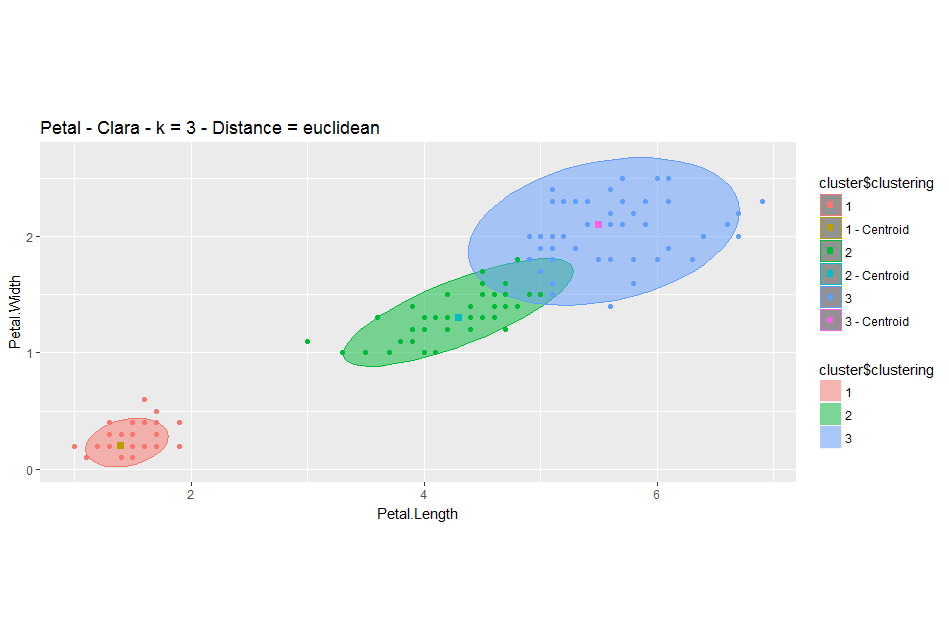 Petal - Clara - k = 3 - Distance = euclidean
Petal.Width
2
1
0
2
4
6
Petal.Length
cluster$clustering
1
1 - Centroid
2
2 - Centroid
3
3 - Centroid
cluster$clustering
1
2
3